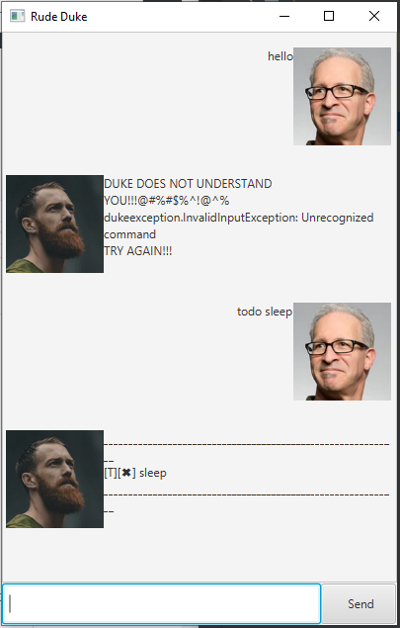 Rude Duke
hello
DUKE DOES NOT UNDERSTAND
YOU!!!@#%#$%^!@^%
dukeexception.InvalidInputException: Unrecognized
command
TRY AGAIN!!!
todo sleep
------------------------------------------------------------
--
[T][✖] sleep
------------------------------------------------------------
--
Send